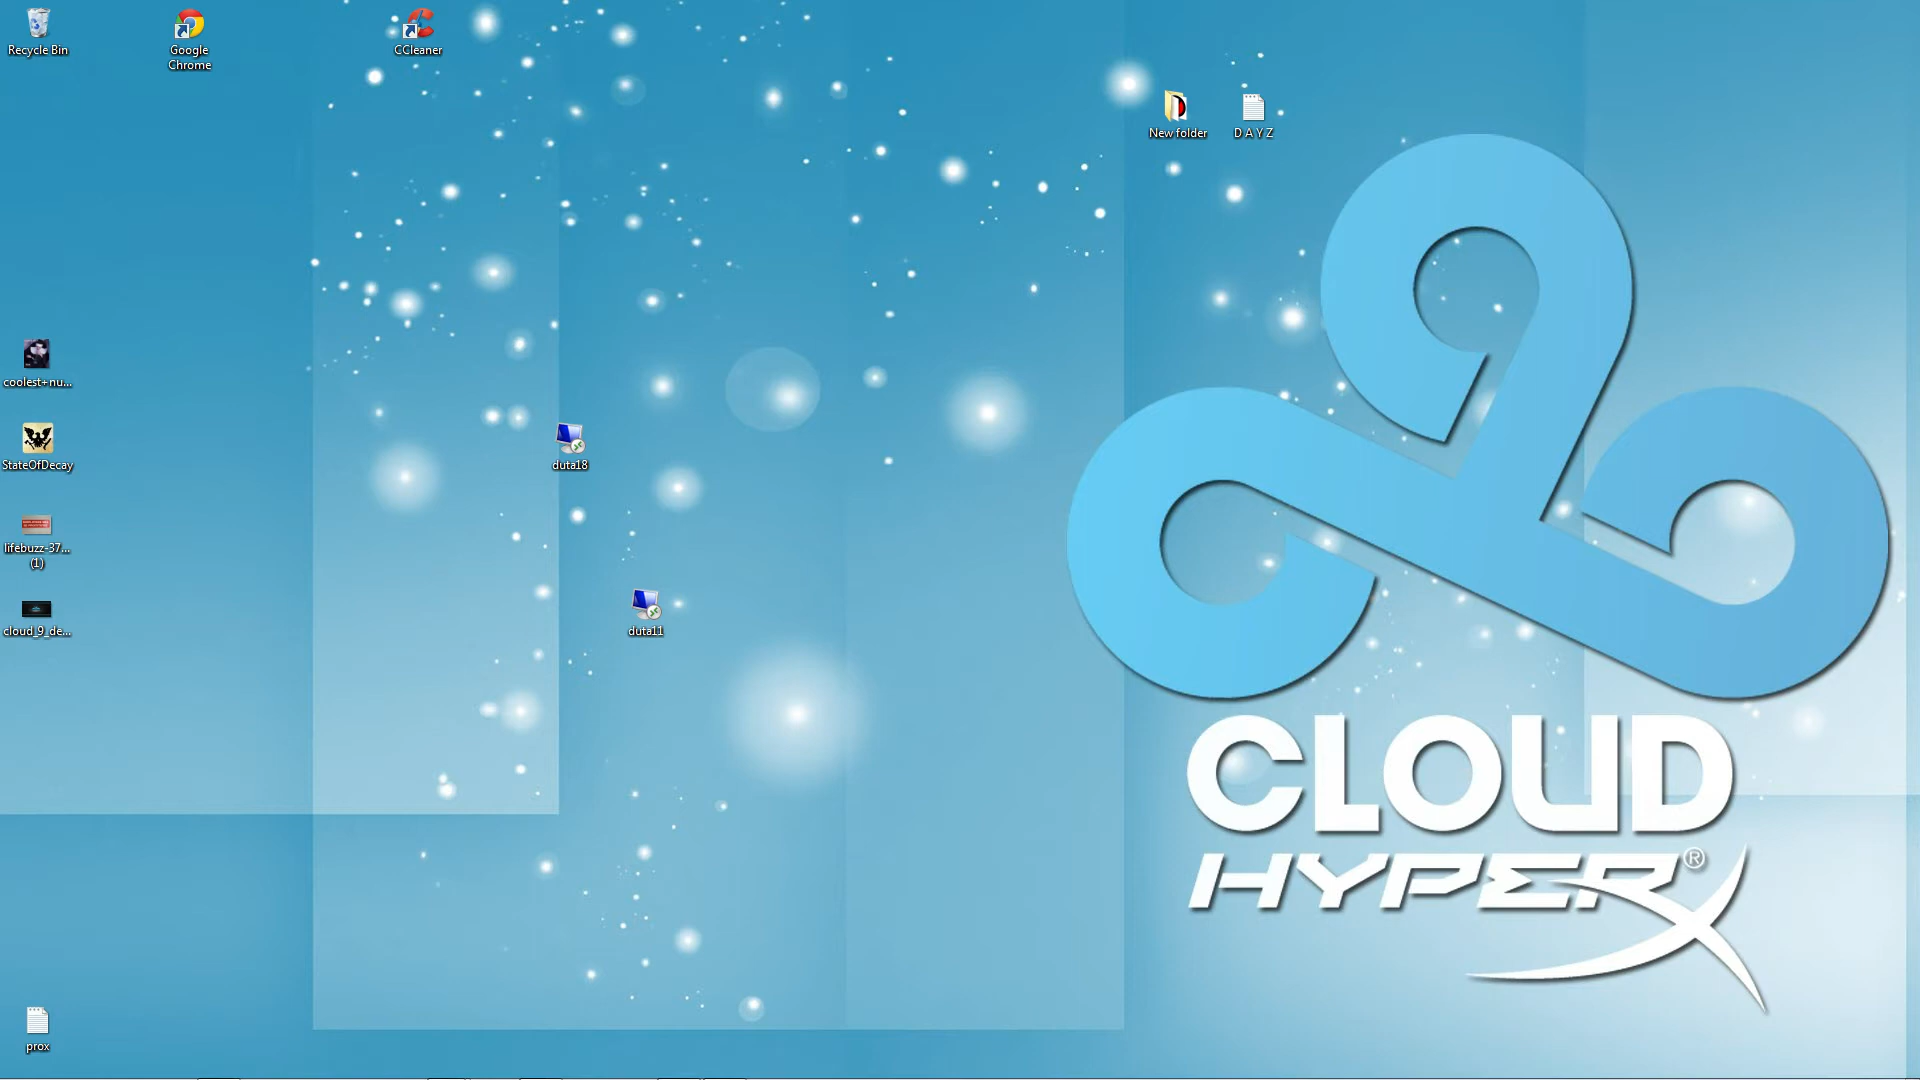 Recycle Bin
Google
Chrome
CCleaner
New folder
D A Y Z
coolest+nu...
StateOfDecay
duta18
lifebuzz-37...
(1)
cloud_9_de...
duta11
CLOUD
HYPERX®
prox